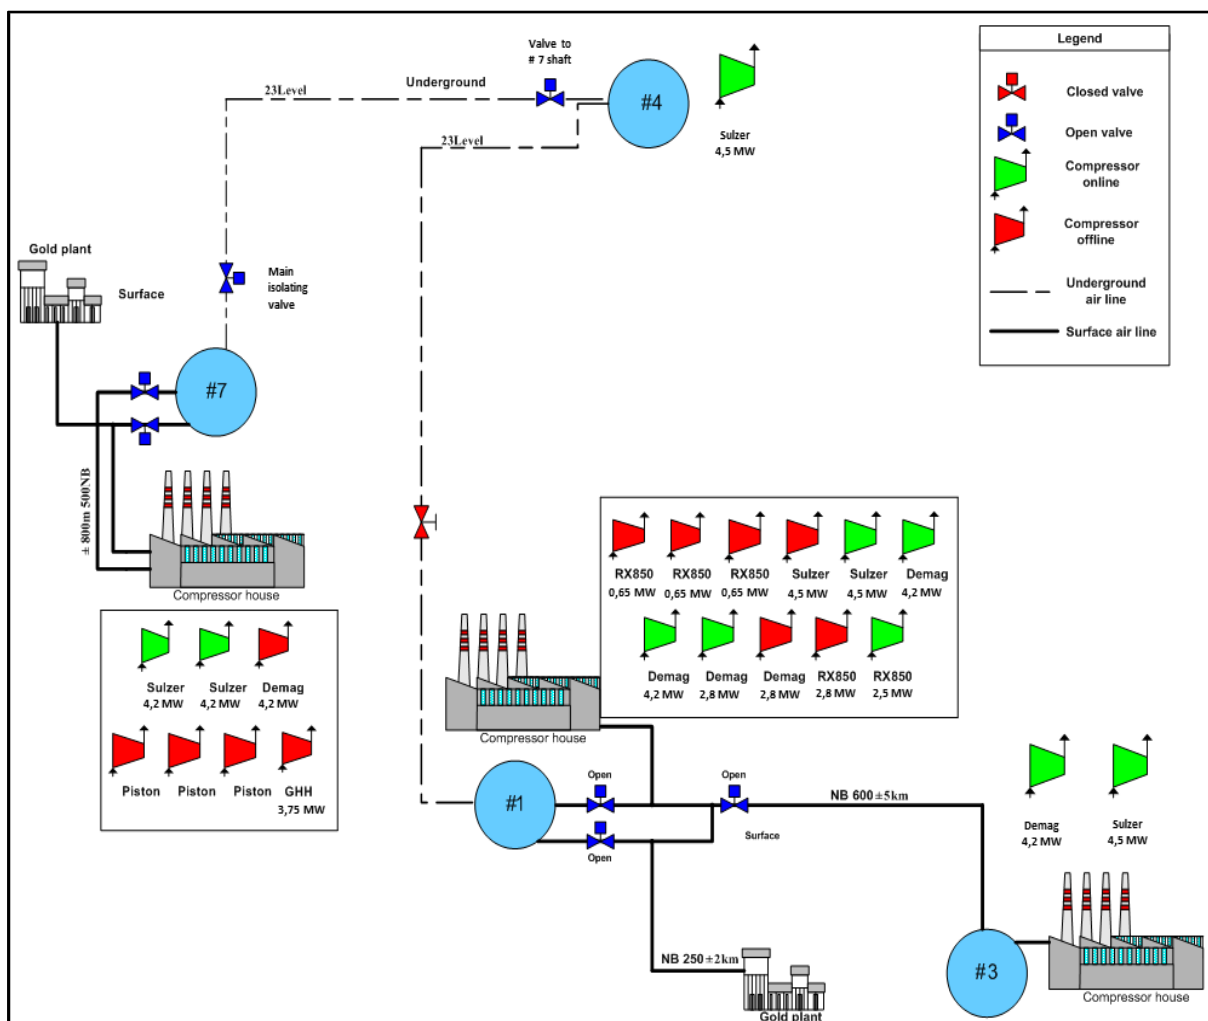 Legend
Closed valve
Open valve
Compressor
online
Compressor
offline
Underground
air line
Surface air line
Valve to
# 7 shaft
Underground
23Level
#4
Sulzer
4,5 MW
23Level
Gold plant
Surface
Main
isolating
valve
#7
± 800m 500NB
Compressor house
Sulzer
4,2 MW
Sulzer
4,2 MW
Demag
4,2 MW
Piston
Piston
Piston
GHH
3,75 MW
RX850
0,65 MW
RX850
0,65 MW
RX850
0,65 MW
Sulzer
4,5 MW
Sulzer
4,5 MW
Demag
4,2 MW
Demag
4,2 MW
Demag
2,8 MW
Demag
2,8 MW
RX850
2,8 MW
RX850
2,5 MW
Compressor house
#1
Open
Open
Open
Surface
NB 600 ±5km
Demag
4,2 MW
Sulzer
4,5 MW
NB 250 ±2km
Gold plant
#3
Compressor house